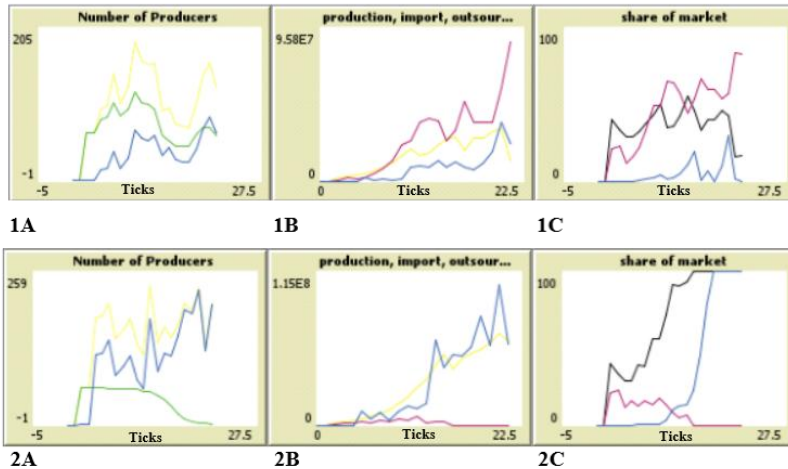 Number of Producers
205
-1
-5
Ticks
27.5
production, import, outsour...
9.58E7
0
0
Ticks
22.5
share of market
100
0
-5
Ticks
27.5
1A
1B
1C
Number of Producers
259
-1
-5
Ticks
27.5
production, import, outsour...
1.15E8
0
0
Ticks
22.5
share of market
100
0
-5
Ticks
27.5
2A
2B
2C